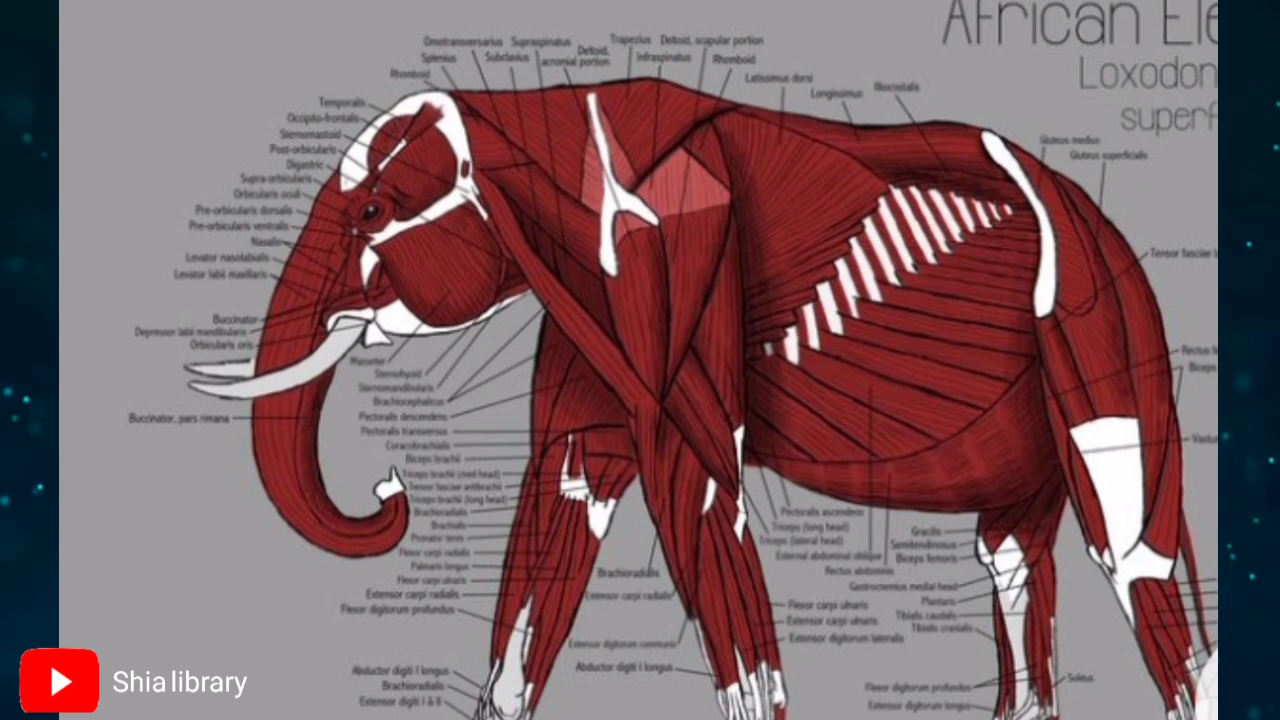 African Ele
Loxodon
superf
Omotransversarius
Supraspinatus
Deltoid,
acromial portion
Trapezius
Deltoid, scapular portion
Splenius
Subclavius
Infraspinatus
Rhomboid
Rhomboid
Latissimus dorsi
Longissimus
Iliocostalis
Temporalis
Occipito-frontalis
Sternomastoid
Post-orbicularis
Digastric
Supra-orbicularis
Orbicularis oculi
Pre-orbicularis dorsalis
Pre-orbicularis ventralis
Nasalis
Levator nasolabialis
Levator labii maxillaris
Buccinator
Depressor labii mandibularis
Orbicularis oris
Buccinator, pars rimana
Gluteus medius
Gluteus superficialis
Tensor fasciae l
Rectus fe
Biceps
Vastu
Masseter
Sternohyoid
Sternomandibularis
Brachiocephalicus
Pectoralis descendens
Pectoralis transversus
Coracobrachialis
Biceps brachii
Triceps brachii (med head)
Tensor fasciae antibrachii
Triceps brachii (long head)
Brachioradialis
Brachialis
Pronator teres
Flexor carpi radialis
Palmaris longus
Flexor carpi ulnaris
Extensor carpi radialis
Flexor digitorum profundus
Abductor digiti I longus
Brachioradialis
Extensor digiti I & II
Brachioradialis
Extensor carpi radialis
Extensor digitorum communis
Abductor digiti I longus
Pectoralis ascendens
Triceps (long head)
Triceps (lateral head)
External abdominal oblique
Rectus abdominis
Flexor carpi ulnaris
Extensor carpi ulnaris
Extensor digitorum lateralis
Gracilis
Semitendinosus
Biceps femoris
Gastrocnemius medial head
Plantaris
Tibialis caudalis
Tibialis cranialis
Soleus
Flexor digitorum profundus
Extensor digitorum longus
Shia library